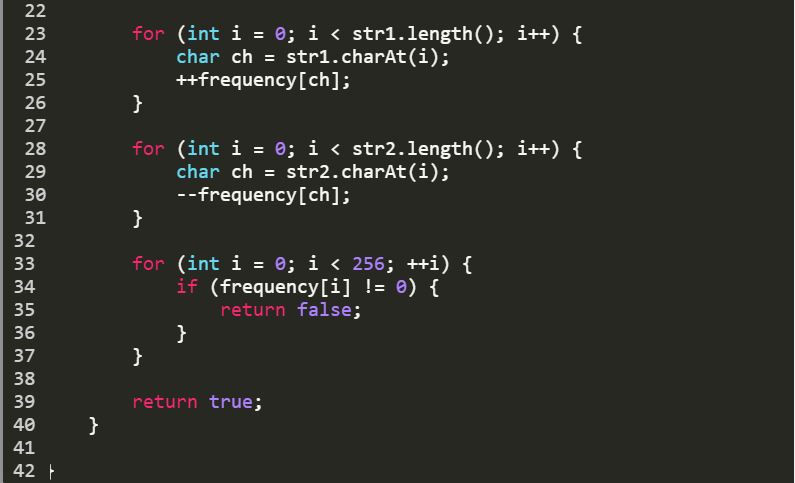 22
23 for (int i = 0; i < str1.length(); i++) {
24 char ch = str1.charAt(i);
25 ++frequency[ch];
26 }
27
28 for (int i = 0; i < str2.length(); i++) {
29 char ch = str2.charAt(i);
30 --frequency[ch];
31 }
32
33 for (int i = 0; i < 256; ++i) {
34 if (frequency[i] != 0) {
35 return false;
36 }
37 }
38
39 return true;
40 }
41
42 }